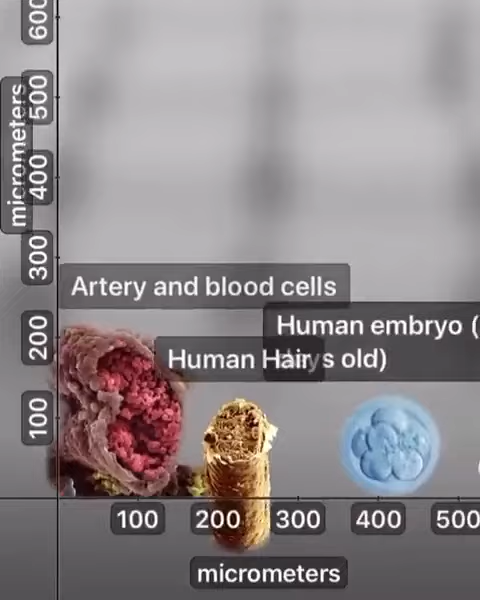 600
500
micrometers
400
300
Artery and blood cells
Human embryo (
Human Hair
s old)
200
100
100 200 300 400 500
micrometers